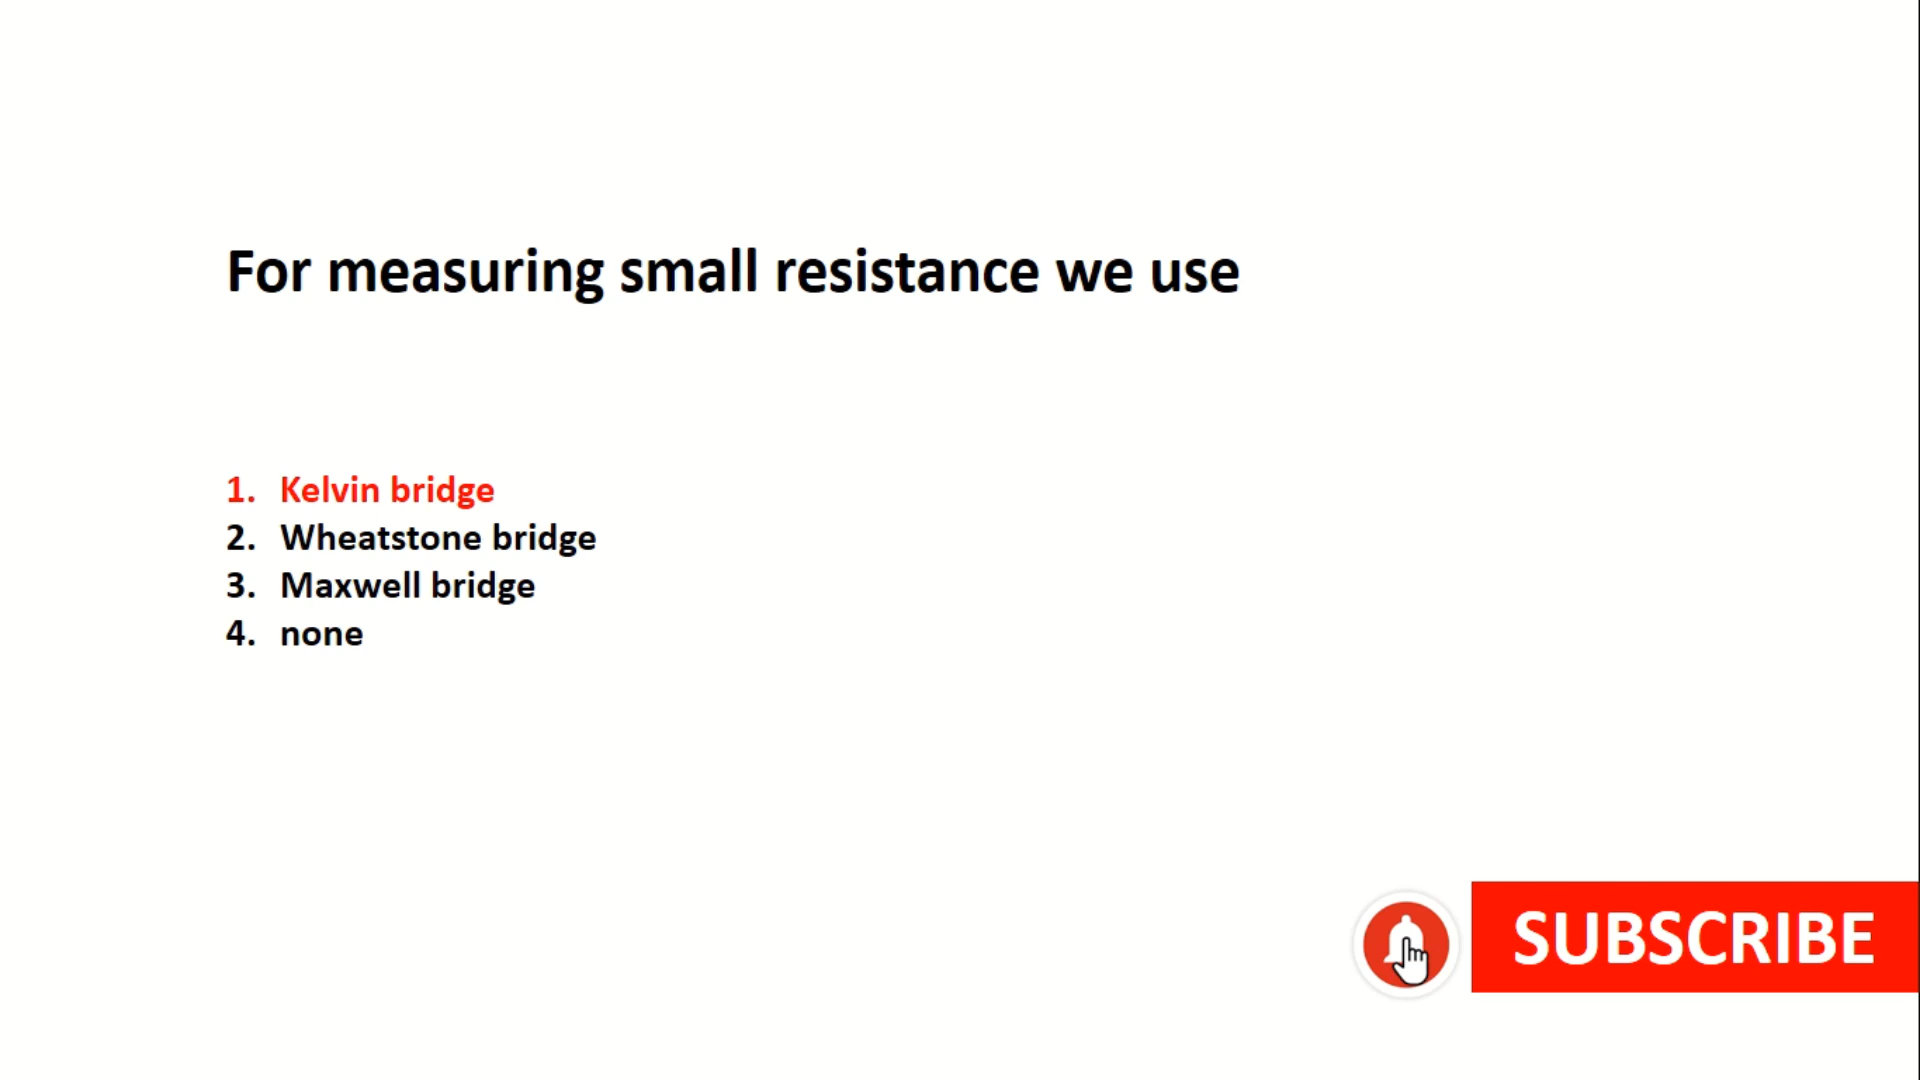 For measuring small resistance we use
1. Kelvin bridge
2. Wheatstone bridge
3. Maxwell bridge
4. none
SUBSCRIBE